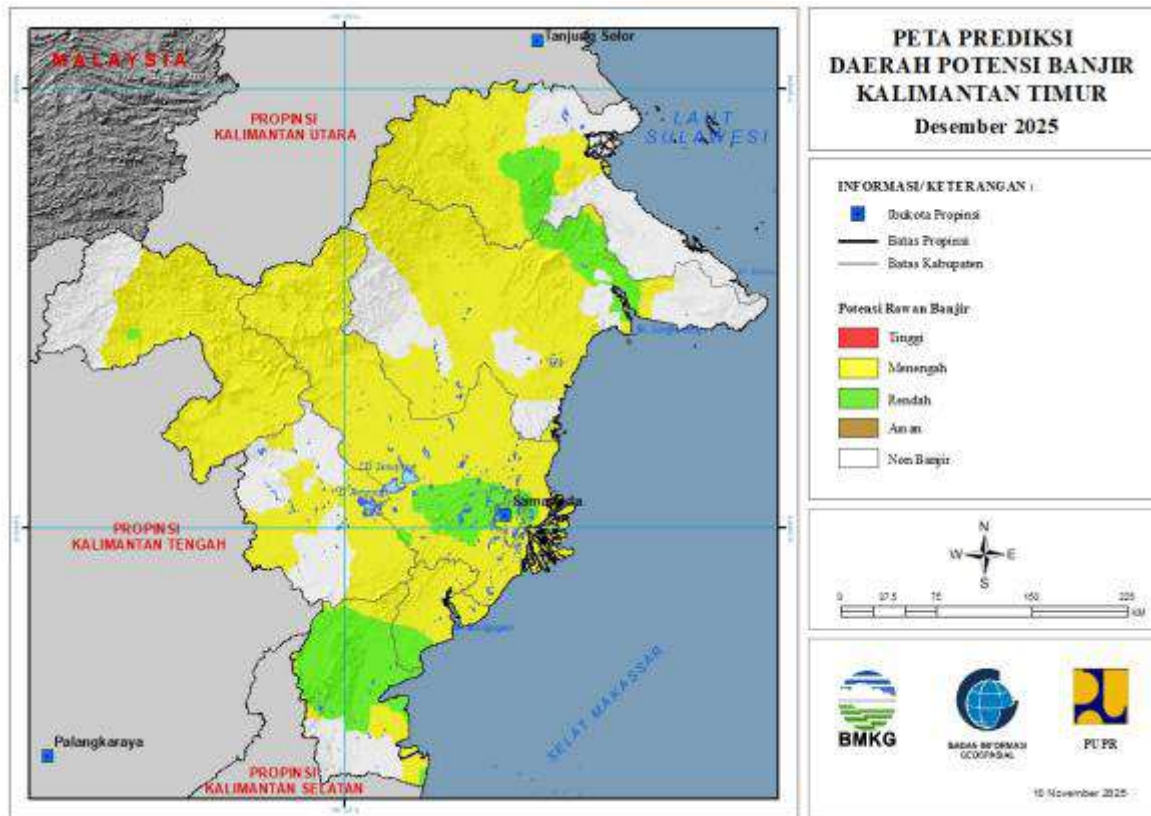 Tanjung Selor
MALAYSIA
PROPINSI
KALIMANTAN UTARA
LAUT
SULAWESI
Samarinda
PROPINSI
KALIMANTAN TENGAH
SELAT MAKASSAR
Palangkaraya
PROPINSI
KALIMANTAN SELATAN
PETA PREDIKSI
DAERAH POTENSI BANJIR
KALIMANTAN TIMUR
Desember 2025
INFORMASI/KETERANGAN :
Ibukota Propinsi
Batas Propinsi
Batas Kabupaten
Potensi Rawan Banjir
Tinggi
Menengah
Rendah
Aman
Non Banjir
N
W E
S
0 37.5 75 150 225
KM
BMKG
BADAN INFORMASI
GEOSPASIAL
PUPR
10 November 2025